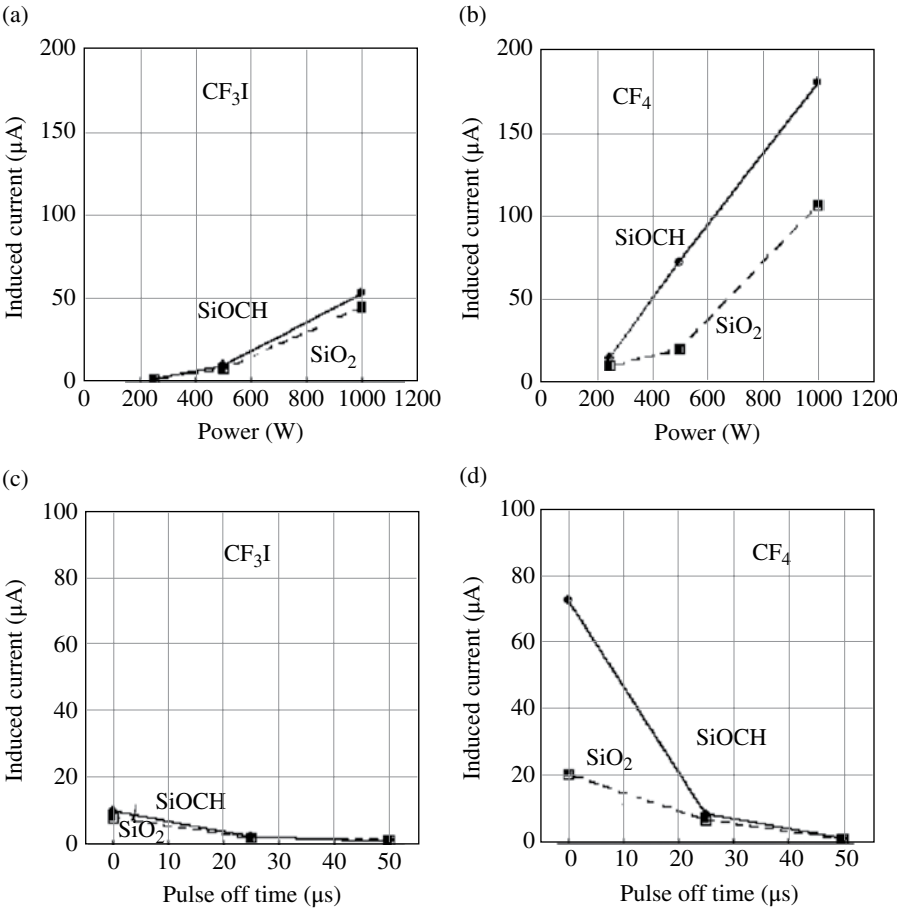 (a)
200
150
100
50
0
Induced current (μA)
CF3I
SiOCH
SiO2
0 200 400 600 800 1000 1200
Power (W)
(b)
200
150
100
50
0
Induced current (μA)
CF4
SiOCH
SiO2
0 200 400 600 800 1000 1200
Power (W)
(c)
100
80
60
40
20
0
Induced current (μA)
CF3I
SiOCH
SiO2
0 10 20 30 40 50
Pulse off time (μs)
(d)
100
80
60
40
20
0
Induced current (μA)
CF4
SiOCH
SiO2
0 10 20 30 40 50
Pulse off time (μs)